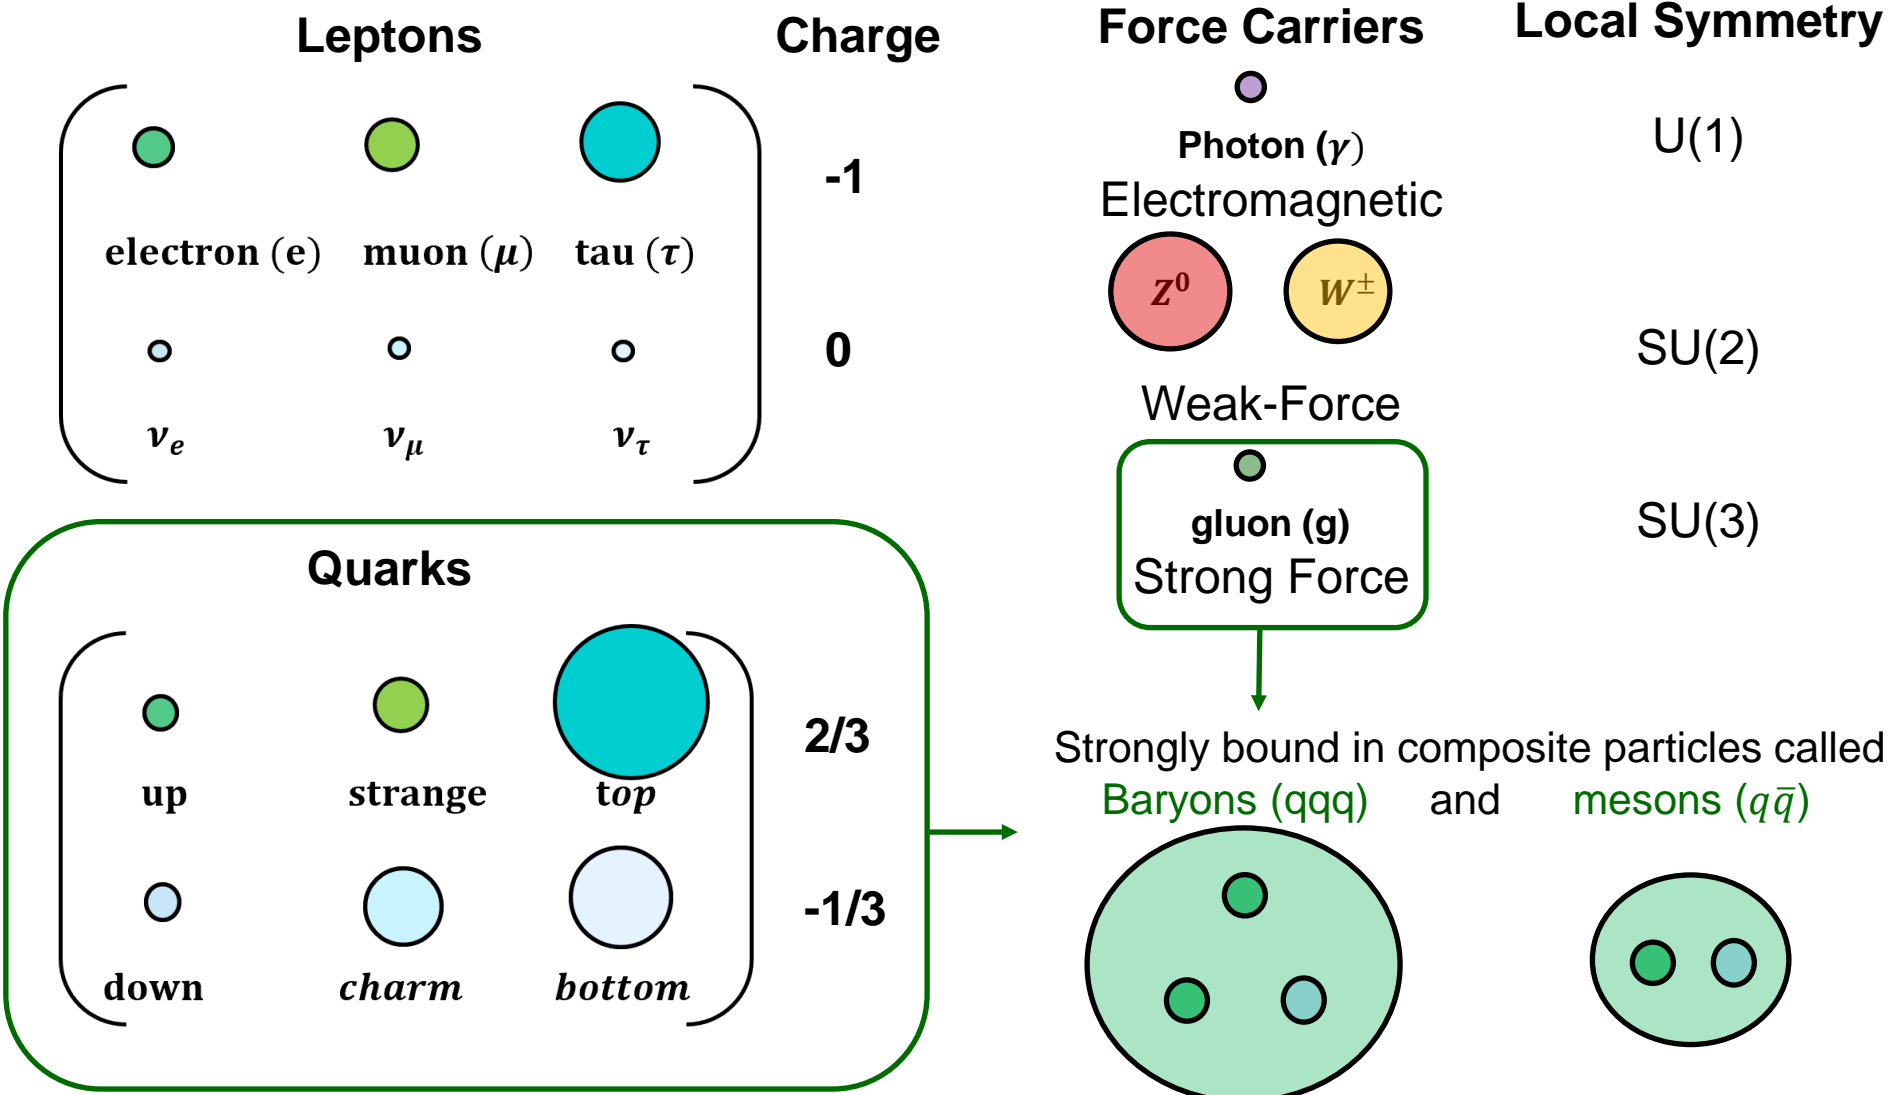 Leptons
Charge
electron (e)
muon (μ)
tau (τ)
-1
0
νe
νμ
ντ
Quarks
up
strange
top
2/3
down
charm
bottom
-1/3
Force Carriers
Local Symmetry
Photon (γ)
Electromagnetic
U(1)
Z⁰
W±
Weak-Force
SU(2)
gluon (g)
Strong Force
SU(3)
Strongly bound in composite particles called
Baryons (qqq) and mesons (qq̄)